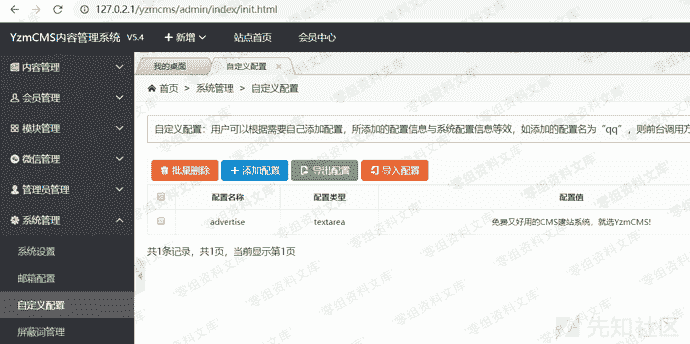 127.0.2.1/yzmcms/admin/index/init.html
YzmCMS内容管理系统 V5.4 新增 站点首页 会员中心
内容管理
会员管理
模块管理
微信管理
管理员管理
系统管理
系统设置
邮箱配置
自定义配置
屏蔽词管理
我的桌面 自定义配置
首页 > 系统管理 > 自定义配置
自定义配置：用户可以根据需要自己添加配置，所添加的配置信息与系统配置信息等效，如添加的配置名为“qq”，则前台调用方
批量删除 添加配置 导出配置 导入配置
配置名称 配置类型 配置值
advertise textarea 免费又好用的CMS建站系统，就选YzmCMS!
共1条记录，共1页，当前显示第1页
零组资料文库
先知社区